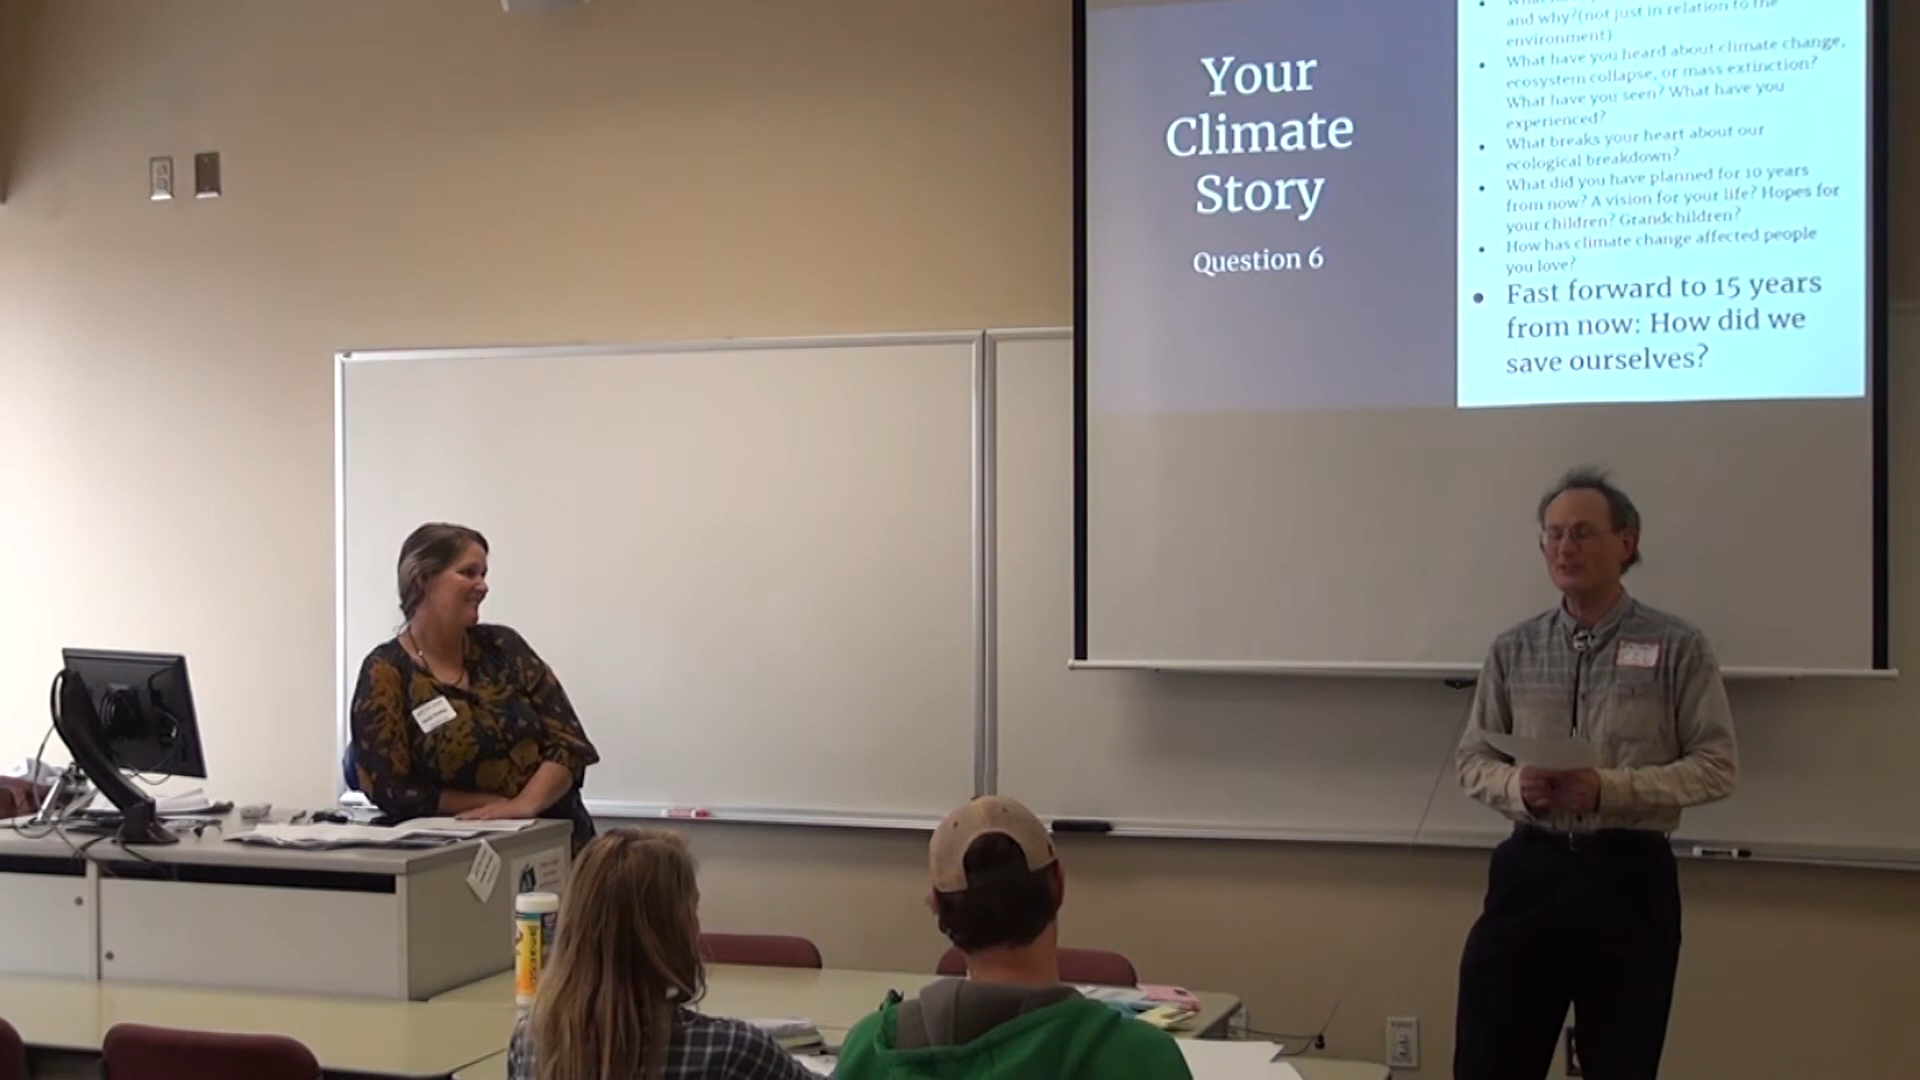 Your
Climate
Story
Question 6
and why?(not just in relation to the
environment)
What have you heard about climate change,
ecosystem collapse, or mass extinction?
What have you seen? What have you
experienced?
What breaks your heart about our
ecological breakdown?
What did you have planned for 10 years
from now? A vision for your life? Hopes for
your children? Grandchildren?
How has climate change affected people
you love?
Fast forward to 15 years
from now: How did we
save ourselves?